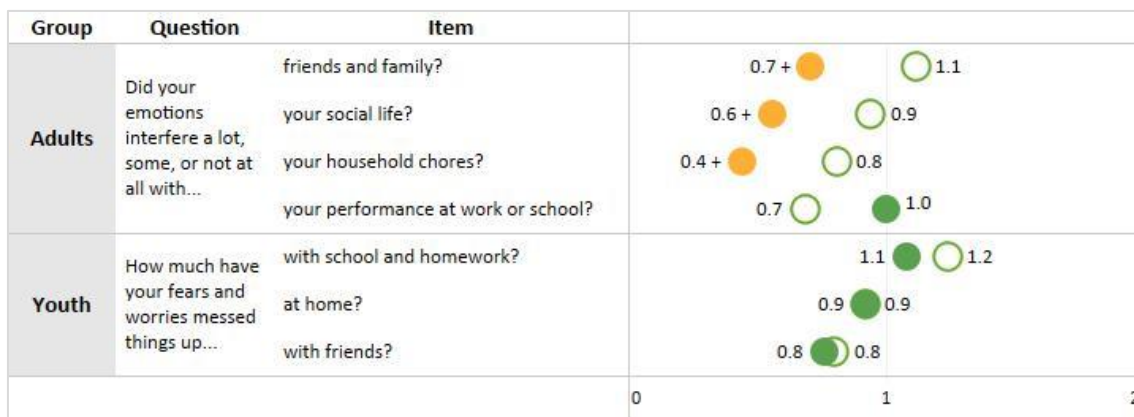 Group Question Item
Adults
Did your
emotions
interfere a lot,
some, or not at
all with...
friends and family? 0.7 + 1.1
your social life? 0.6 + 0.9
your household chores? 0.4 + 0.8
your performance at work or school? 0.7 1.0
Youth
How much have
your fears and
worries messed
things up...
with school and homework? 1.1 1.2
at home? 0.9 0.9
with friends? 0.8 0.8
0 1 2